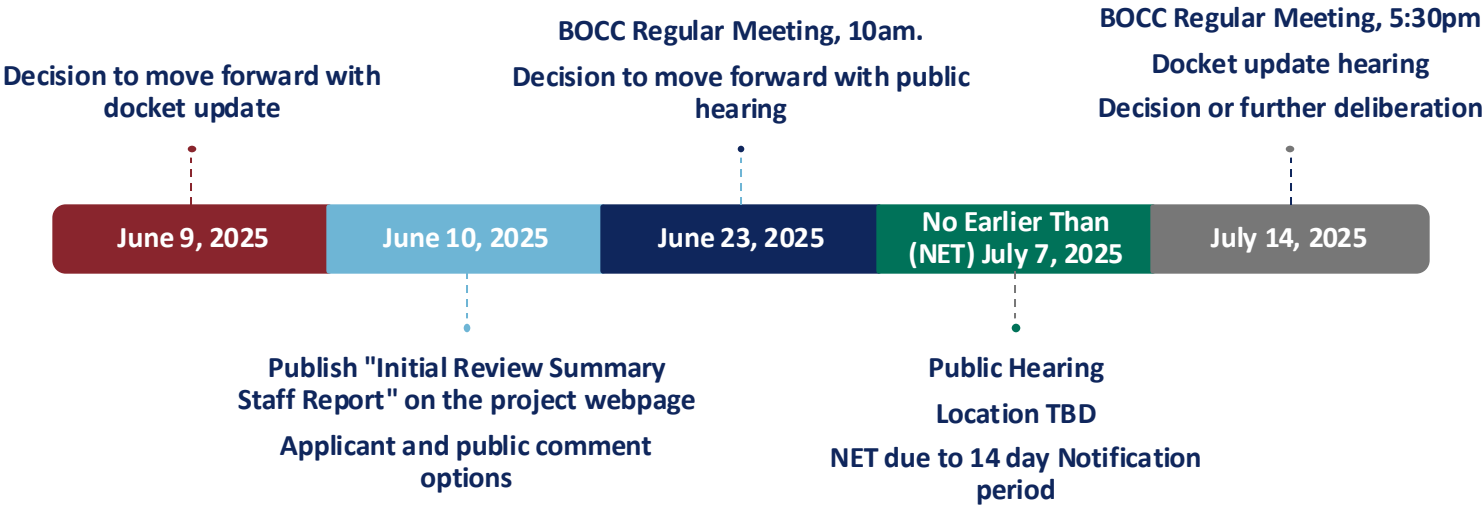 Decision to move forward with
docket update
BOCC Regular Meeting, 10am.
Decision to move forward with public
hearing
BOCC Regular Meeting, 5:30pm
Docket update hearing
Decision or further deliberation
June 9, 2025
June 10, 2025
June 23, 2025
No Earlier Than
(NET) July 7, 2025
July 14, 2025
Publish "Initial Review Summary
Staff Report" on the project webpage
Applicant and public comment
options
Public Hearing
Location TBD
NET due to 14 day Notification
period